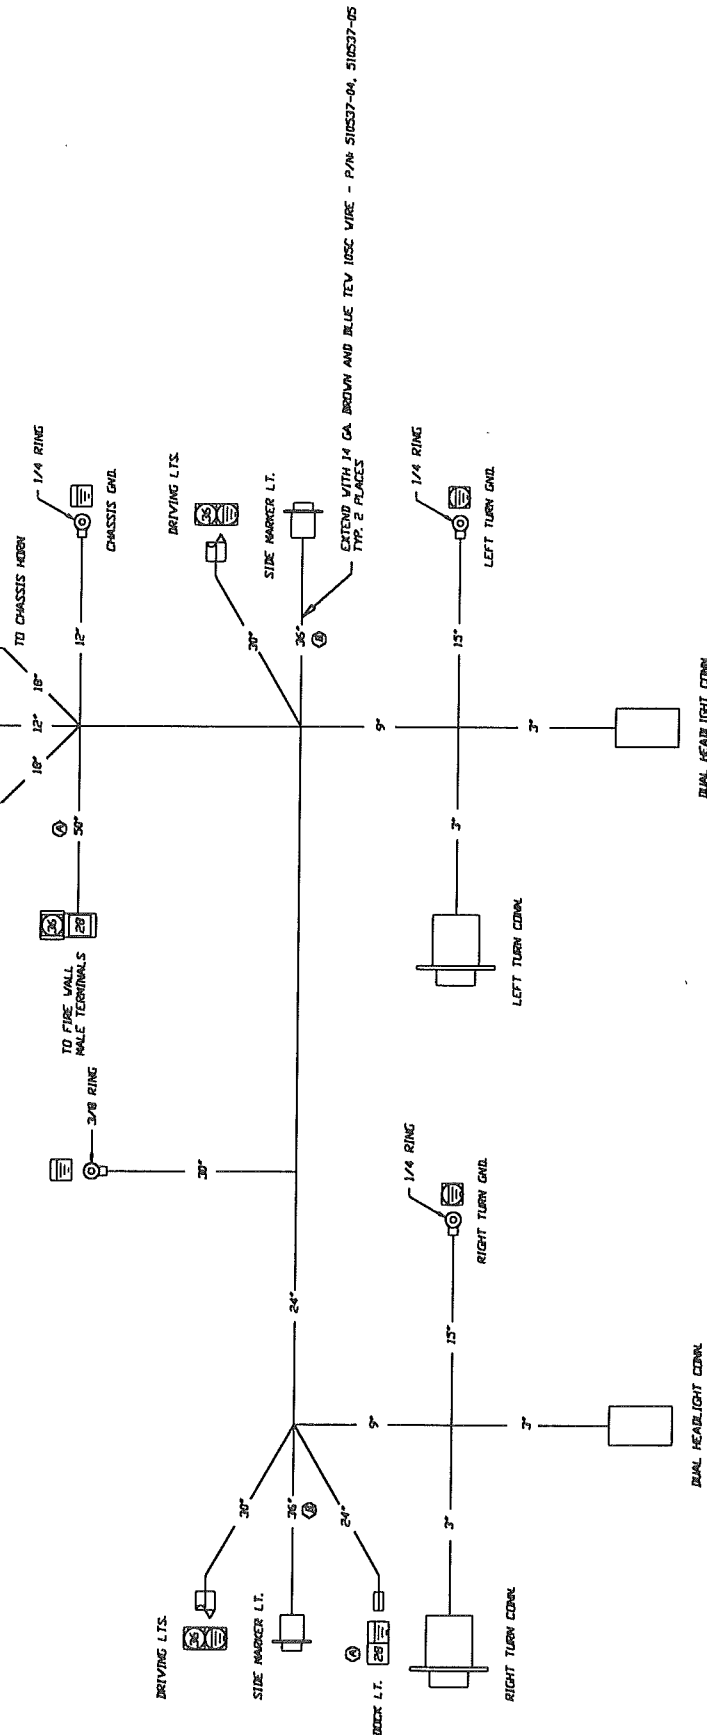 TO CHASSIS HORN
18"
12"
18"
1/4 RING
12"
CHASSIS GND.
A
50"
36
28
TO FIRE WALL
MALE TERMINALS
3/8 RING
30"
24"
DRIVING LTS.
36
30"
SIDE MARKER LT.
36"
B
EXTEND WITH 14 GA. BROWN AND BLUE TEW 105C WIRE - P/N: 510537-04, 510537-05
TYP. 2 PLACES
9"
1/4 RING
15"
LEFT TURN GND.
3"
LEFT TURN CONN.
3"
DUAL HEADLIGHT CONN.
DRIVING LTS.
36
30"
SIDE MARKER LT.
36"
B
24"
A
28
DOCK LT.
9"
1/4 RING
15"
RIGHT TURN GND.
3"
RIGHT TURN CONN.
3"
DUAL HEADLIGHT CONN.